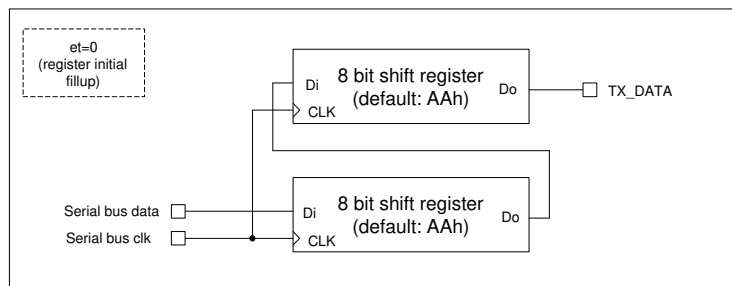 et=0
(register initial
fillup)
8 bit shift register
(default: AAh)
Di
CLK
Do
TX_DATA
8 bit shift register
(default: AAh)
Di
CLK
Do
Serial bus data
Serial bus clk